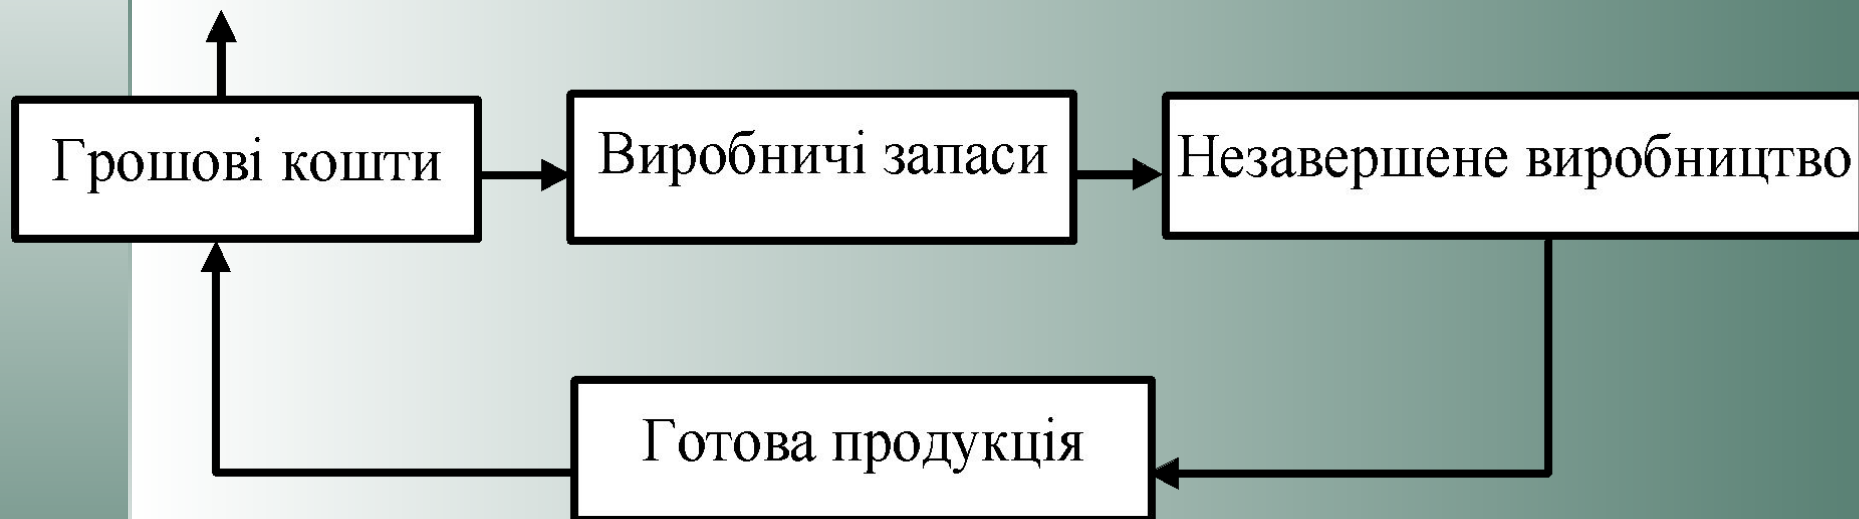 Грошові кошти
Виробничі запаси
Незавершене виробництво
Готова продукція